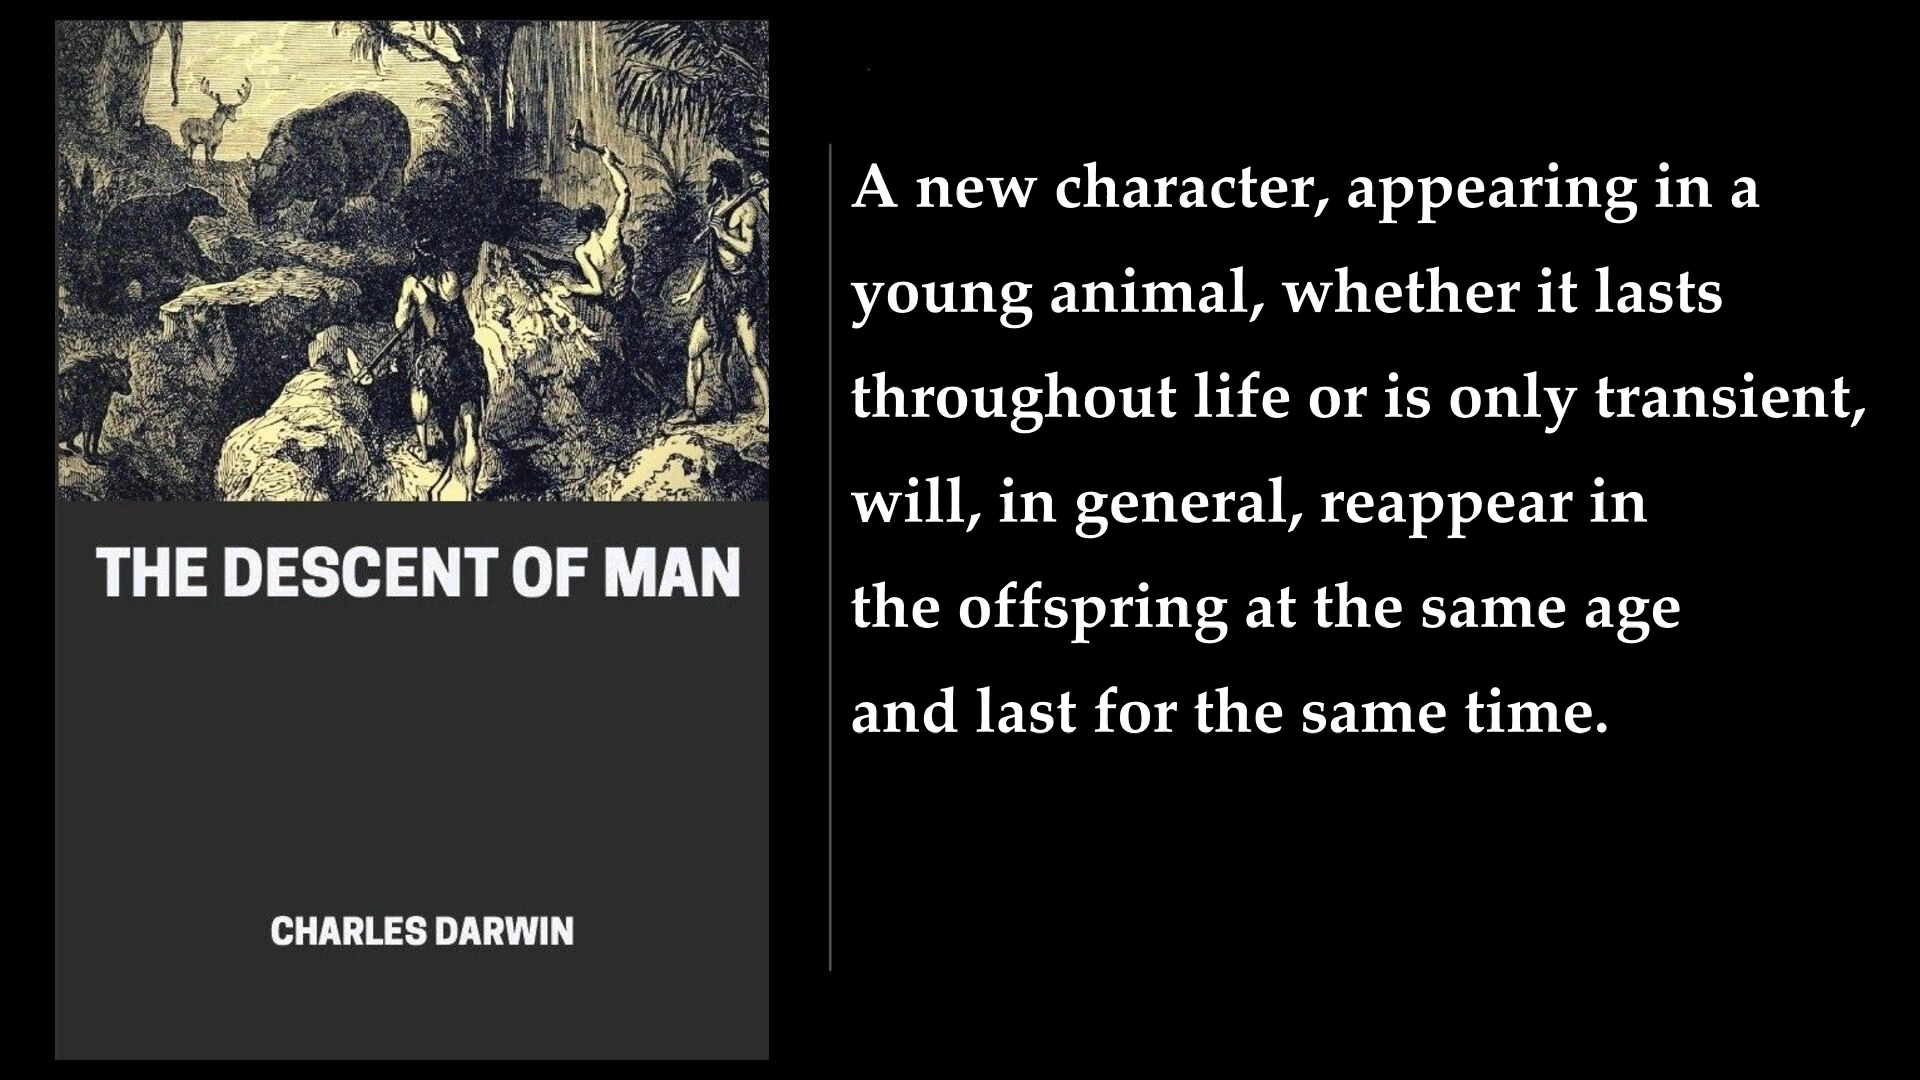 THE DESCENT OF MAN
CHARLES DARWIN
A new character, appearing in a
young animal, whether it lasts
throughout life or is only transient,
will, in general, reappear in
the offspring at the same age
and last for the same time.